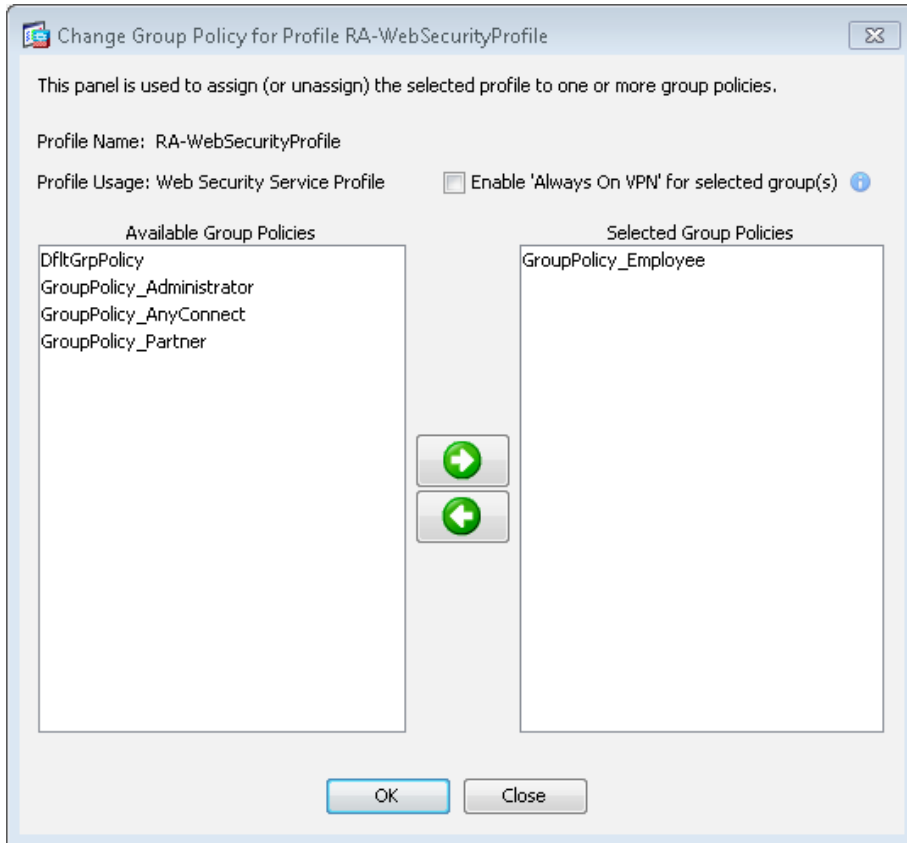 Change Group Policy for Profile RA-WebSecurityProfile
This panel is used to assign (or unassign) the selected profile to one or more group policies.
Profile Name: RA-WebSecurityProfile
Profile Usage: Web Security Service Profile
Enable 'Always On VPN' for selected group(s)
Available Group Policies
DfltGrpPolicy
GroupPolicy_Administrator
GroupPolicy_AnyConnect
GroupPolicy_Partner
Selected Group Policies
GroupPolicy_Employee
OK
Close